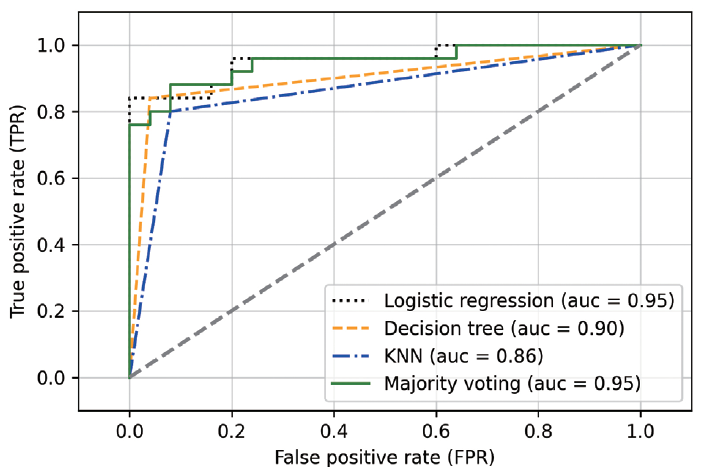 1.0
0.8
0.6
0.4
0.2
0.0
True positive rate (TPR)
Logistic regression (auc = 0.95)
Decision tree (auc = 0.90)
KNN (auc = 0.86)
Majority voting (auc = 0.95)
0.0 0.2 0.4 0.6 0.8 1.0
False positive rate (FPR)